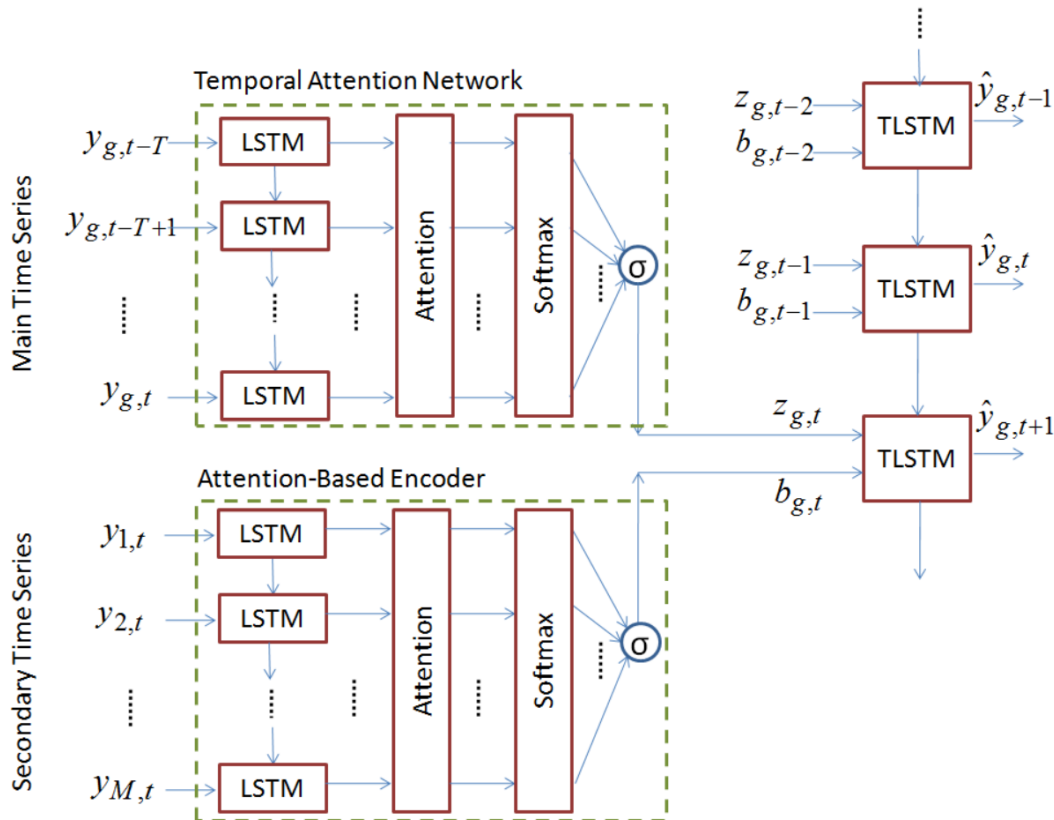 Temporal Attention Network
Main Time Series
y_{g,t-T}
LSTM
y_{g,t-T+1}
LSTM
y_{g,t}
LSTM
Attention
Softmax
σ
Attention-Based Encoder
Secondary Time Series
y_{1,t}
LSTM
y_{2,t}
LSTM
y_{M,t}
LSTM
Attention
Softmax
σ
z_{g,t-2}
b_{g,t-2}
TLSTM
ŷ_{g,t-1}
z_{g,t-1}
b_{g,t-1}
TLSTM
ŷ_{g,t}
z_{g,t}
b_{g,t}
TLSTM
ŷ_{g,t+1}